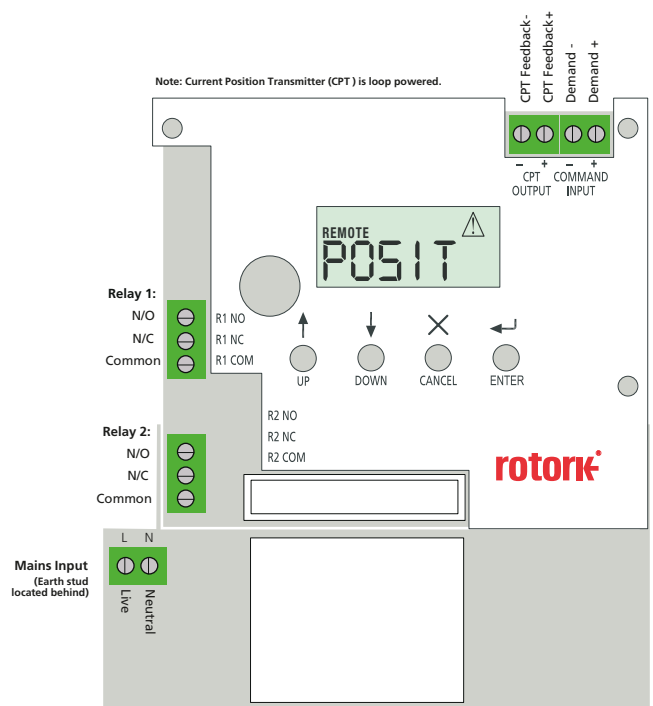 CPT Feedback-
CPT Feedback+
Demand -
Demand +
Note: Current Position Transmitter (CPT ) is loop powered.
– + – +
CPT OUTPUT
COMMAND INPUT
REMOTE
POSIT
Relay 1:
N/O
R1 NO
N/C
R1 NC
Common
R1 COM
UP
DOWN
CANCEL
ENTER
R2 NO
R2 NC
R2 COM
Relay 2:
N/O
N/C
Common
rotork
L N
Mains Input
(Earth stud
located behind)
Live
Neutral